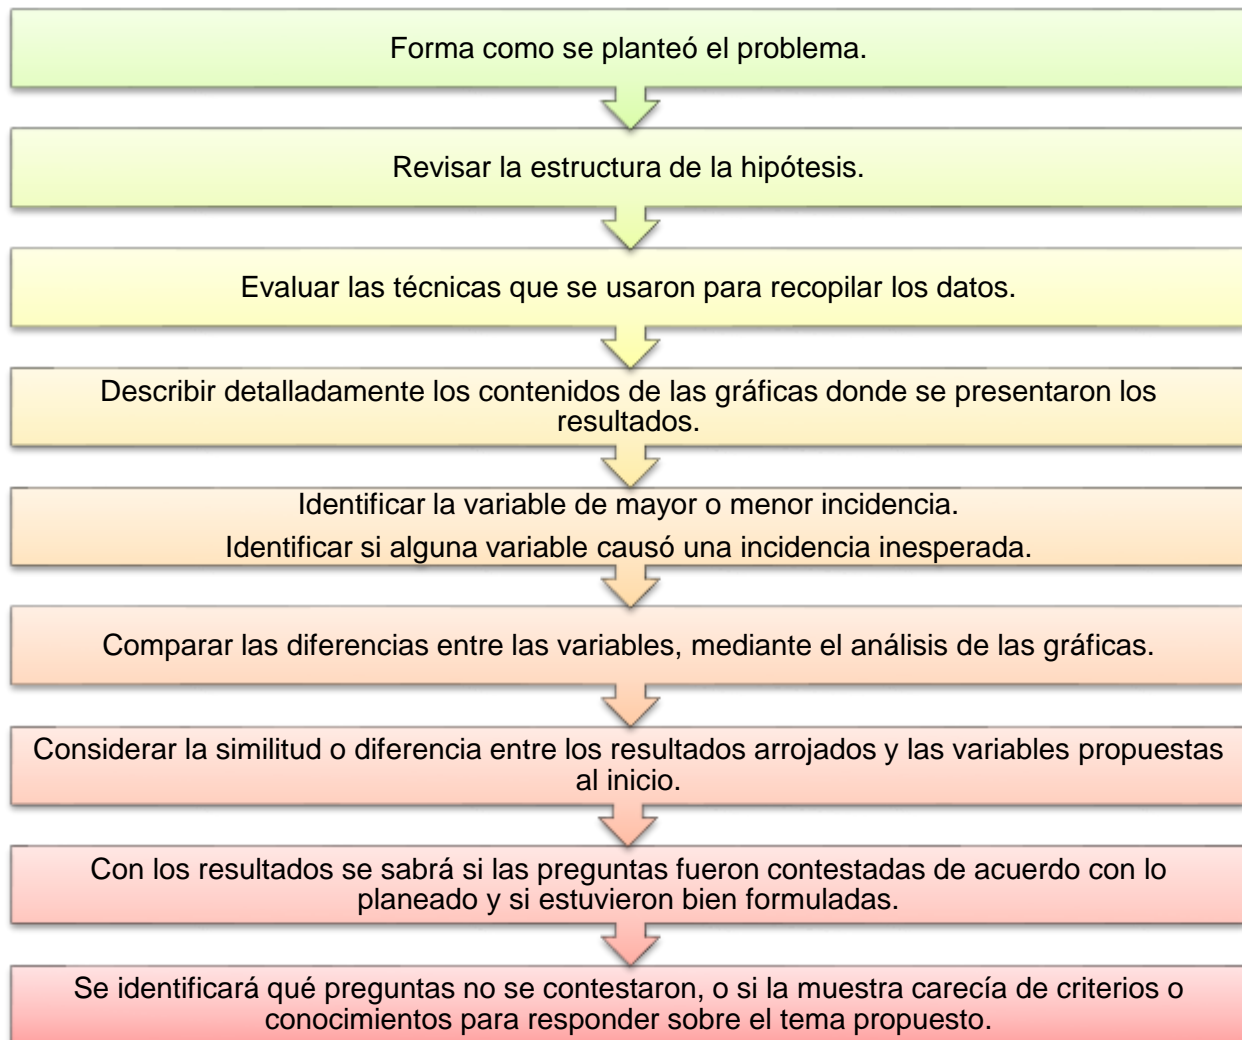 Forma como se planteó el problema.
Revisar la estructura de la hipótesis.
Evaluar las técnicas que se usaron para recopilar los datos.
Describir detalladamente los contenidos de las gráficas donde se presentaron los
resultados.
Identificar la variable de mayor o menor incidencia.
Identificar si alguna variable causó una incidencia inesperada.
Comparar las diferencias entre las variables, mediante el análisis de las gráficas.
Considerar la similitud o diferencia entre los resultados arrojados y las variables propuestas
al inicio.
Con los resultados se sabrá si las preguntas fueron contestadas de acuerdo con lo
planeado y si estuvieron bien formuladas.
Se identificará qué preguntas no se contestaron, o si la muestra carecía de criterios o
conocimientos para responder sobre el tema propuesto.